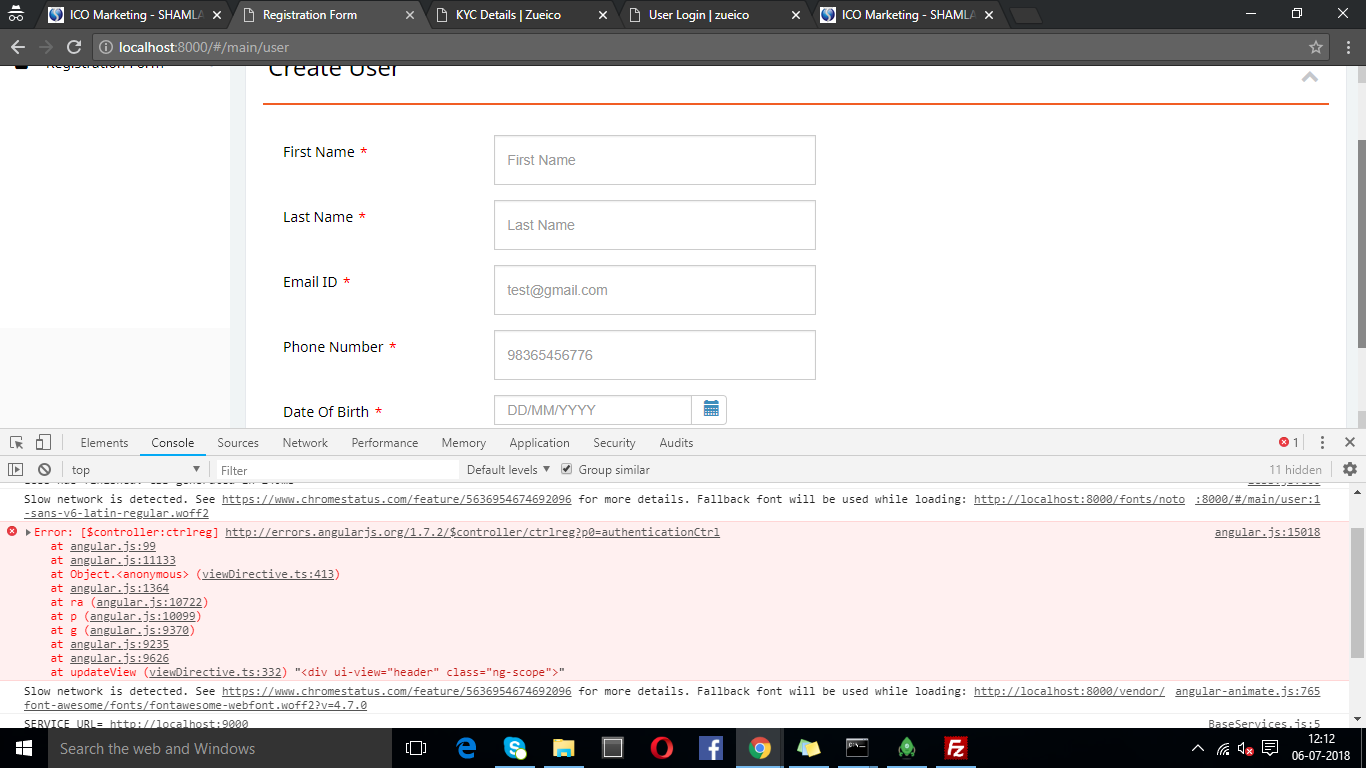 ICO Marketing - SHAMLA
Registration Form
KYC Details | Zueico
User Login | zueico
ICO Marketing - SHAMLA
localhost:8000/#/main/user
Registration Form
Create User
First Name *
First Name
Last Name *
Last Name
Email ID *
test@gmail.com
Phone Number *
98365456776
Date Of Birth *
DD/MM/YYYY
Elements Console Sources Network Performance Memory Application Security Audits 1
top Filter Default levels Group similar 11 hidden
Slow network is detected. See https://www.chromestatus.com/feature/5636954674692096 for more details. Fallback font will be used while loading: http://localhost:8000/fonts/noto :8000/#/main/user:1
-sans-v6-latin-regular.woff2
Error: [$controller:ctrlreg] http://errors.angularjs.org/1.7.2/$controller/ctrlreg?p0=authenticationCtrl angular.js:15018
at angular.js:99
at angular.js:11133
at Object.<anonymous> (viewDirective.ts:413)
at angular.js:1364
at ra (angular.js:10722)
at p (angular.js:10099)
at g (angular.js:9370)
at angular.js:9235
at angular.js:9626
at updateView (viewDirective.ts:332) "<div ui-view="header" class="ng-scope">"
Slow network is detected. See https://www.chromestatus.com/feature/5636954674692096 for more details. Fallback font will be used while loading: http://localhost:8000/vendor/ angular-animate.js:765
font-awesome/fonts/fontawesome-webfont.woff2?v=4.7.0
SERVICE URL= http://localhost:9000 BaseServices.js:5
Search the web and Windows
12:12
06-07-2018